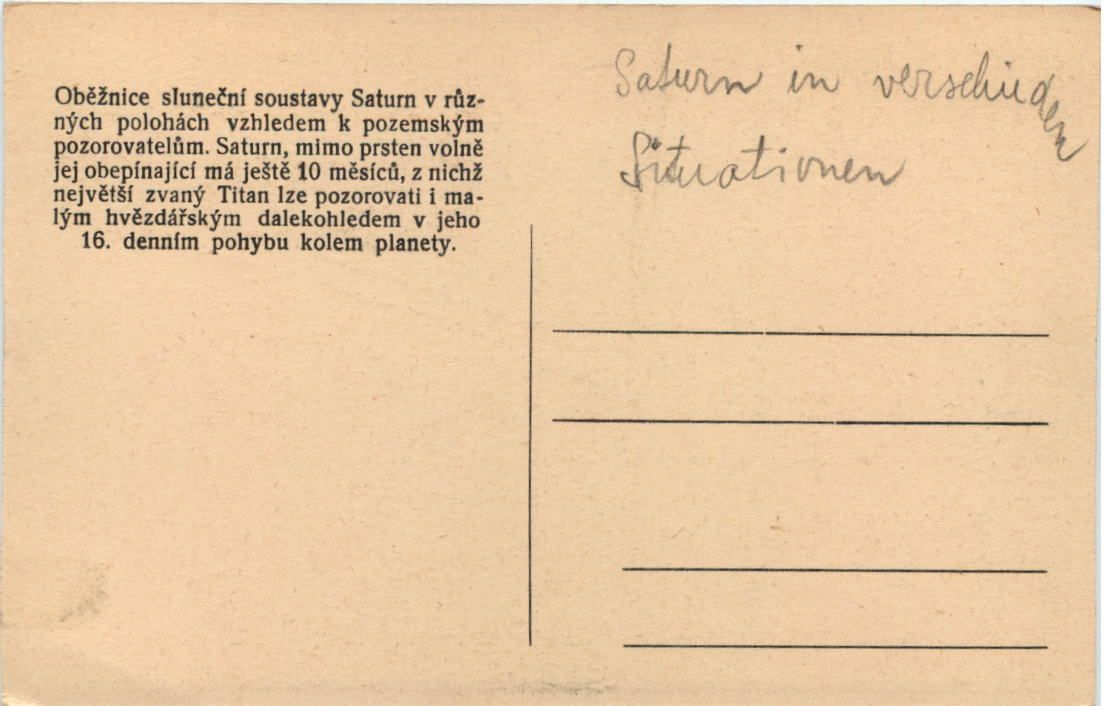 Oběžnice sluneční soustavy Saturn v růz-
ných polohách vzhledem k pozemským
pozorovatelům. Saturn, mimo prsten volně
jej obepínající má ještě 10 měsíců, z nichž
největší zvaný Titan lze pozorovati i ma-
lým hvězdářským dalekohledem v jeho
16. denním pohybu kolem planety.
Saturn in verschieden
Situationen